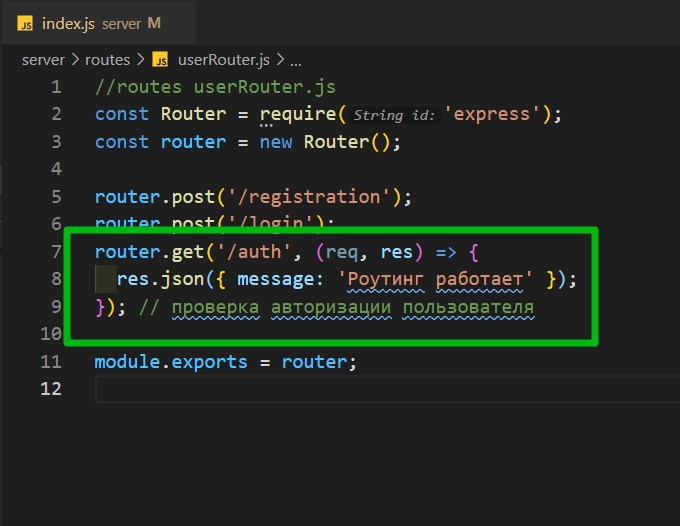 JS index.js server M
server > routes > JS userRouter.js > ...
1 //routes userRouter.js
2 const Router = require(String id: 'express');
3 const router = new Router();
4
5 router.post('/registration');
6 router.post('/login');
7 router.get('/auth', (req, res) => {
8 res.json({ message: 'Роутинг работает' });
9 }); // проверка авторизации пользователя
10
11 module.exports = router;
12